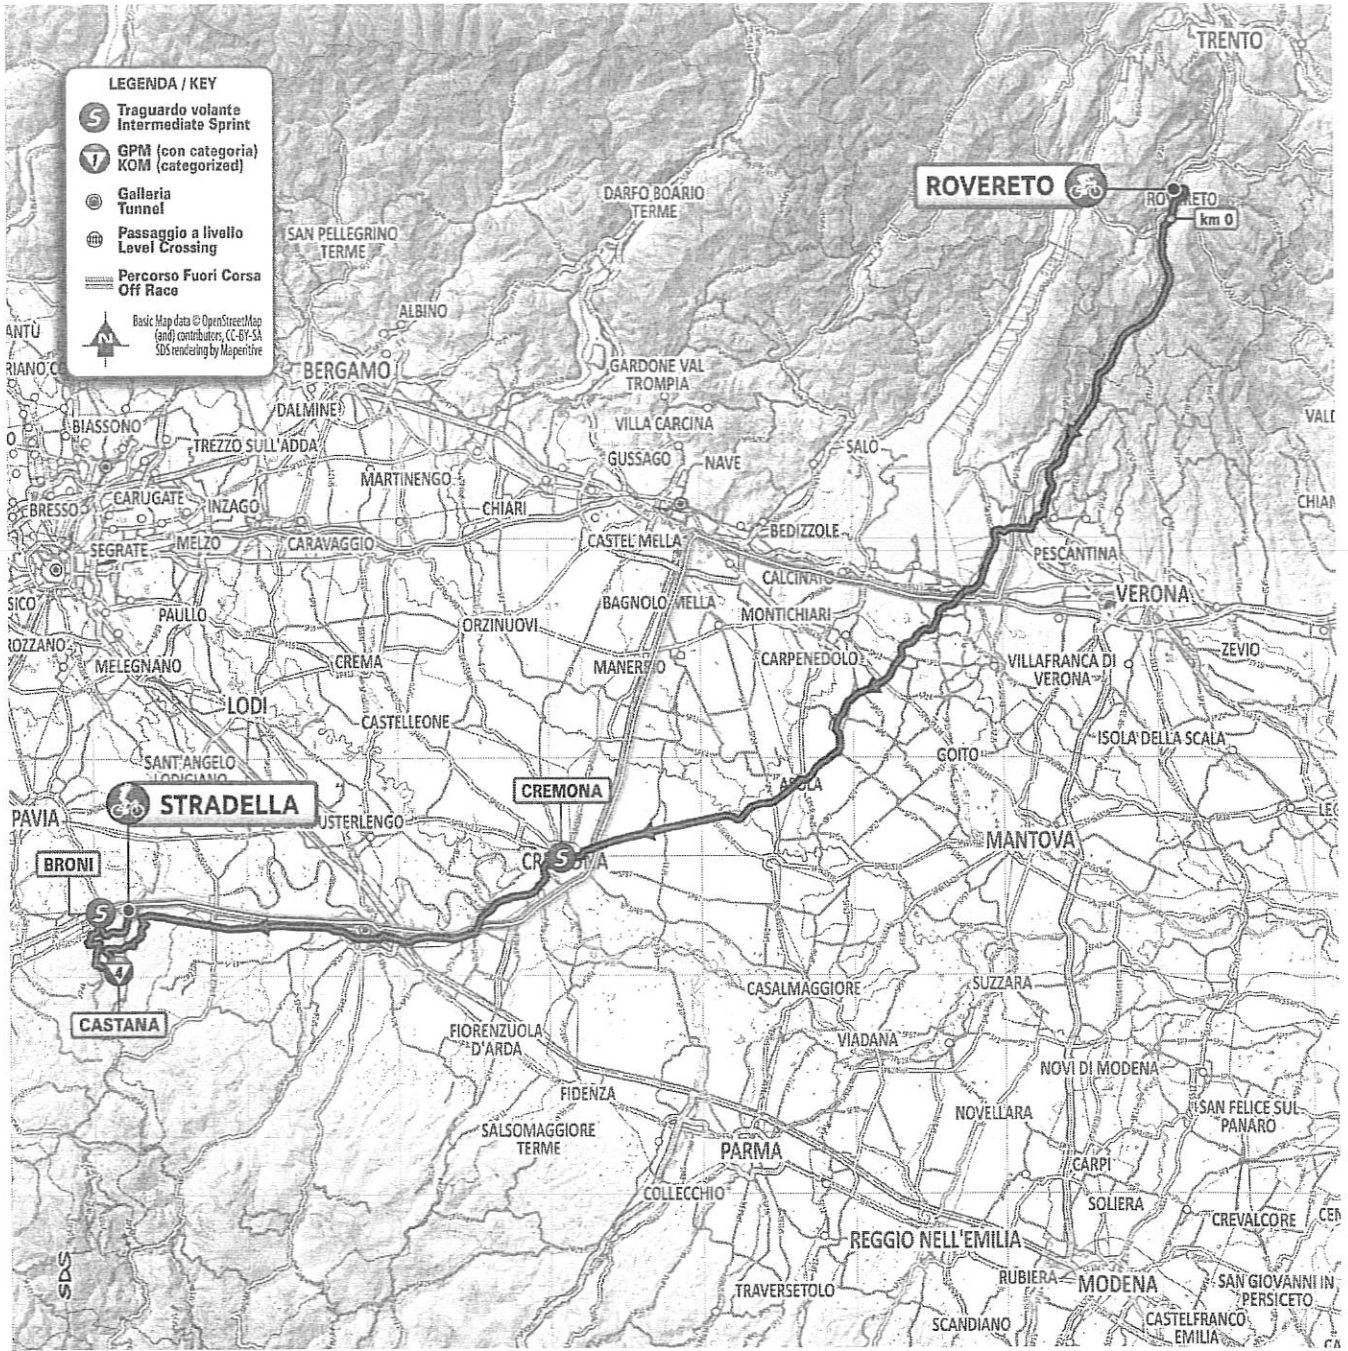 TRENTO
LEGENDA / KEY
S
Traguardo volante
Intermediate Sprint
1
GPM (con categoria)
KOM (categorized)
Galleria
Tunnel
Passaggio a livello
Level Crossing
Percorso Fuori Corsa
Off Race
N
Basic Map data © OpenStreetMap
(and) contributors, CC-BY-SA
SDS rendering by Maperitive
ROVERETO
km 0
DARFO BOARIO
TERME
SAN PELLEGRINO
TERME
ALBINO
BERGAMO
GARDONE VAL
TROMPIA
DALMINE
BIASSONO
VILLA CARCINA
TREZZO SULL'ADDA
GUSSAGO
NAVE
SALÒ
MARTINENGO
CARUGATE
INZAGO
CHIARI
BRESSO
BEDIZZOLE
SEGRATE
MELZO
CARAVAGGIO
CASTEL MELLA
PESCANTINA
CALCINATO
VERONA
BAGNOLO MELLA
MONTICHIARI
PAULLO
ORZINUOVI
ZEVIO
MELEGNANO
CREMA
MANERBIO
CARPENEDOLO
VILLAFRANCA DI
VERONA
LODI
CASTELLEONE
ISOLA DELLA SCALA
GOITO
SANT'ANGELO
LODIGIANO
CREMONA
ASOLA
STRADELLA
PAVIA
USTERLENGO
MANTOVA
BRONI
S
S
4
CASTANA
CASALMAGGIORE
SUZZARA
FIORENZUOLA
D'ARDA
VIADANA
NOVI DI MODENA
FIDENZA
NOVELLARA
SAN FELICE SUL
PANARO
SALSOMAGGIORE
TERME
PARMA
CARPI
COLLECCHIO
SOLIERA
CREVALCORE
REGGIO NELL'EMILIA
SDS
RUBIERA
MODENA
SAN GIOVANNI IN
PERSICETO
TRAVERSETOLO
SCANDIANO
CASTELFRANCO
EMILIA